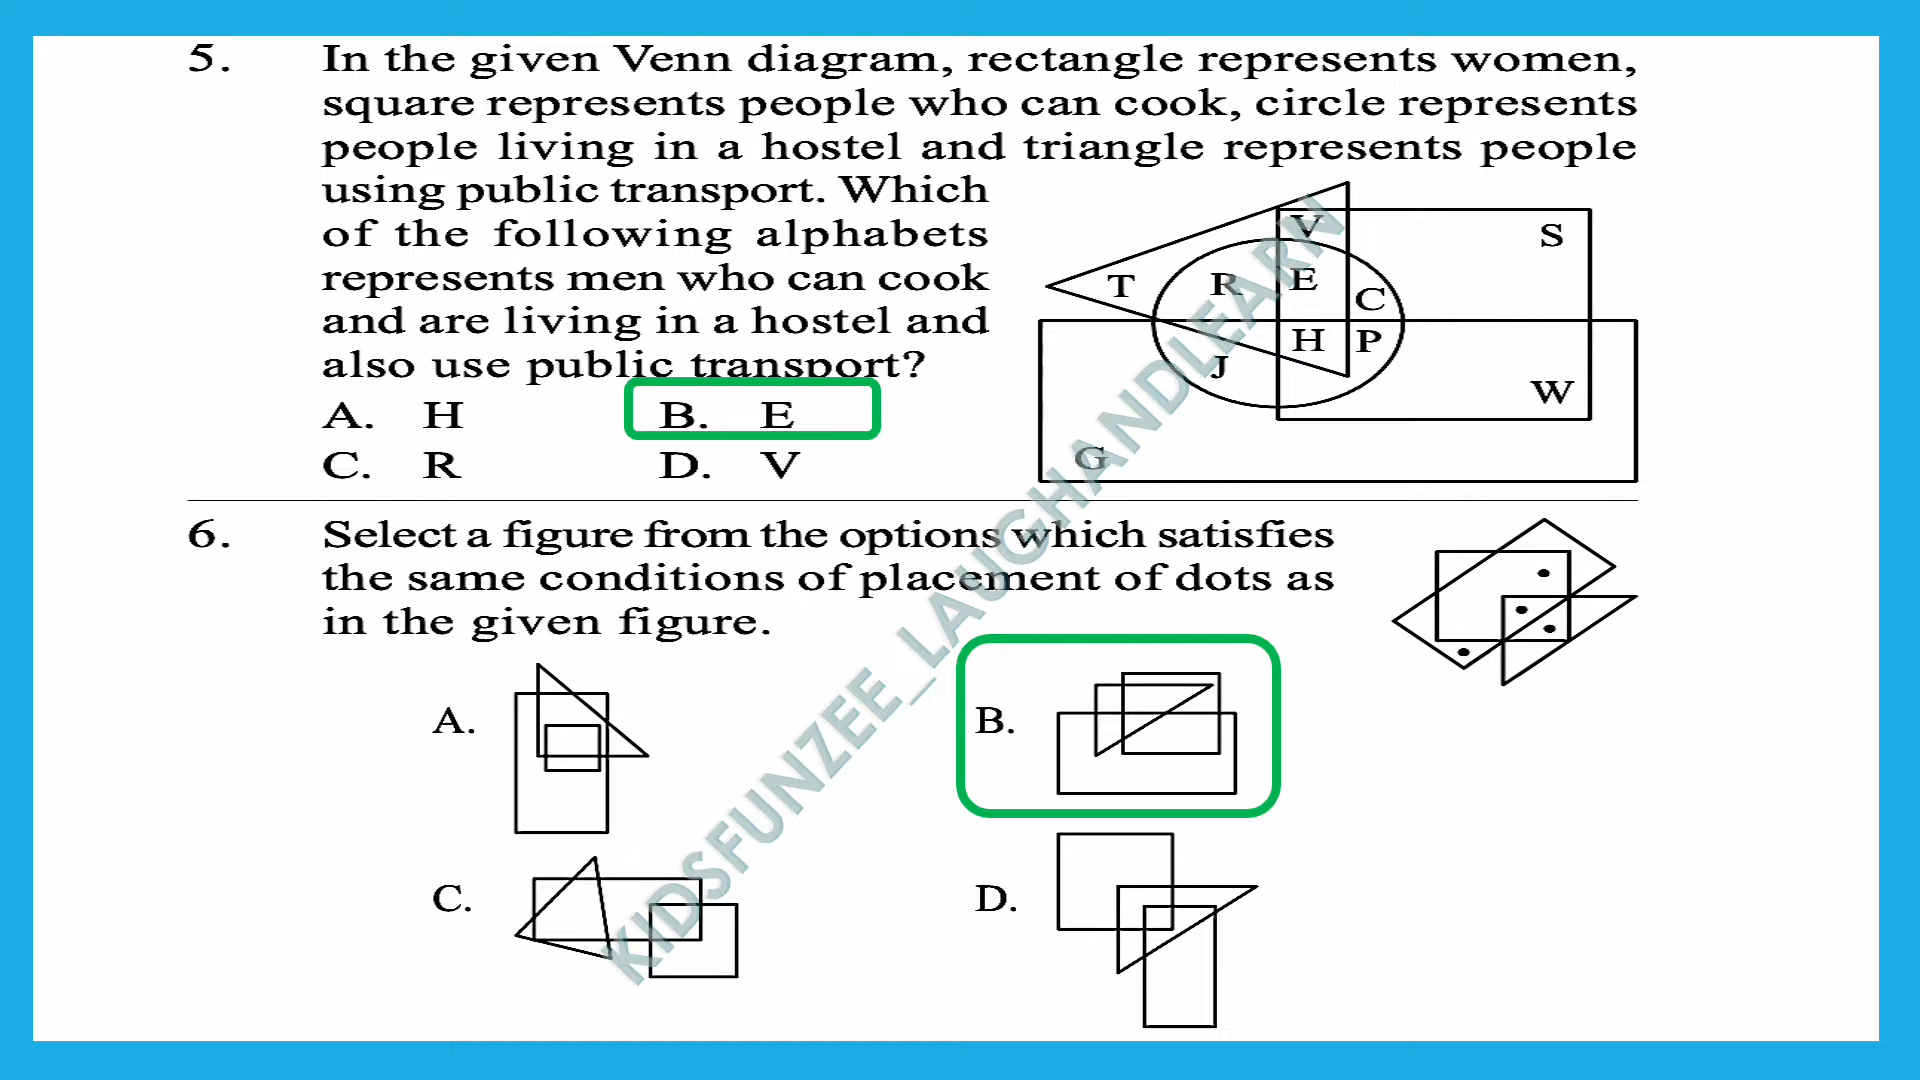 5. In the given Venn diagram, rectangle represents women,
square represents people who can cook, circle represents
people living in a hostel and triangle represents people
using public transport. Which
of the following alphabets
represents men who can cook
and are living in a hostel and
also use public transport?
A. H B. E
C. R D. V
V S
T R E C
H P
J
W
G
6. Select a figure from the options which satisfies
the same conditions of placement of dots as
in the given figure.
A. B.
C. D.
KIDSFUNZEE_LAUGHANDLEARN